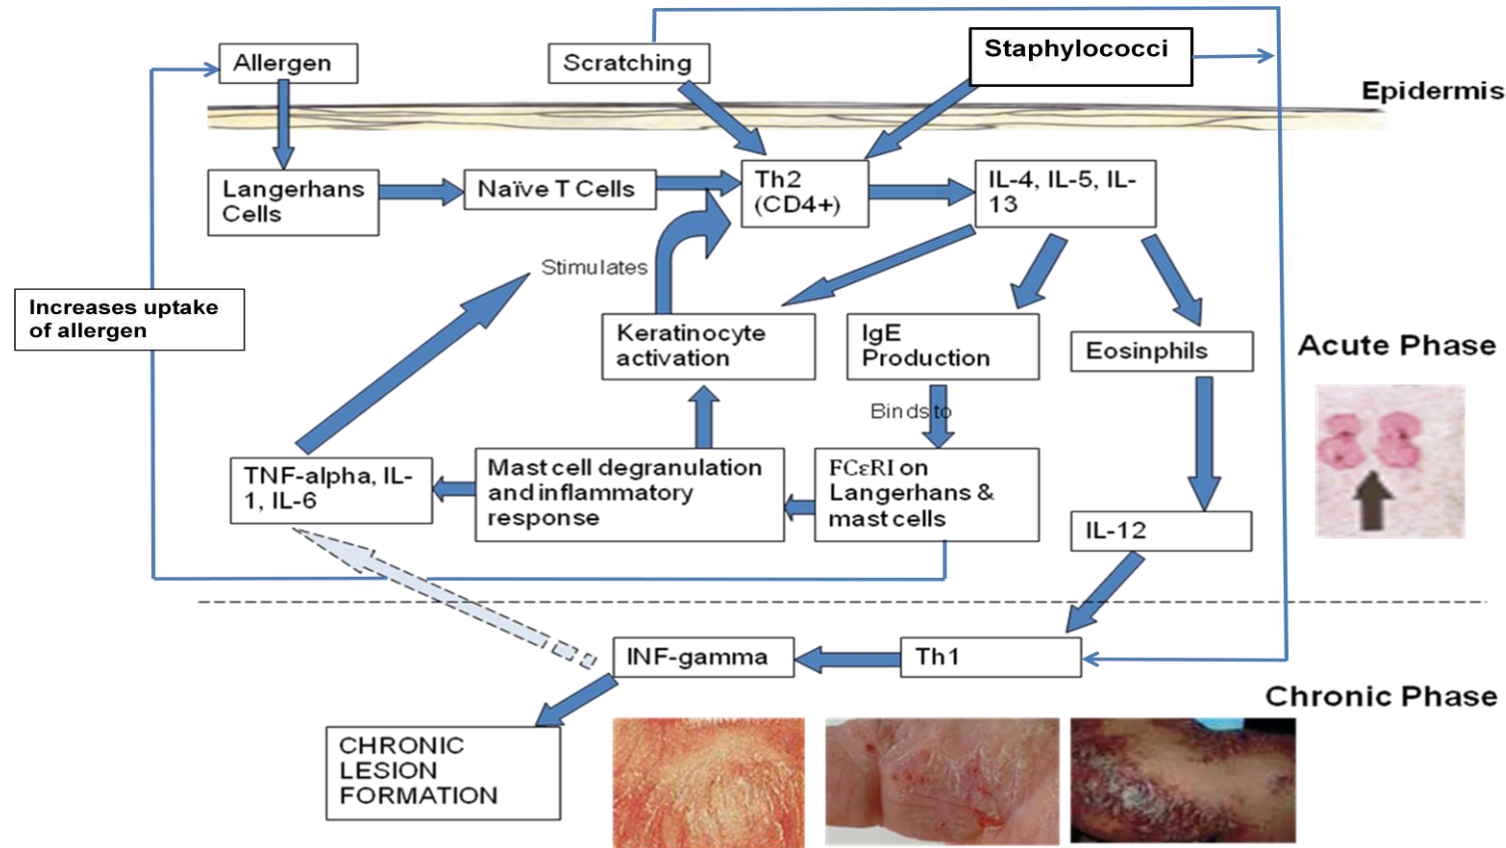 Allergen
Scratching
Staphylococci
Epidermis
Langerhans
Cells
Naïve T Cells
Th2
(CD4+)
IL-4, IL-5, IL-
13
Stimulates
Increases uptake
of allergen
Keratinocyte
activation
IgE
Production
Eosinphils
Acute Phase
Binds to
TNF-alpha, IL-
1, IL-6
Mast cell degranulation
and inflammatory
response
FCεRI on
Langerhans &
mast cells
IL-12
INF-gamma
Th1
Chronic Phase
CHRONIC
LESION
FORMATION